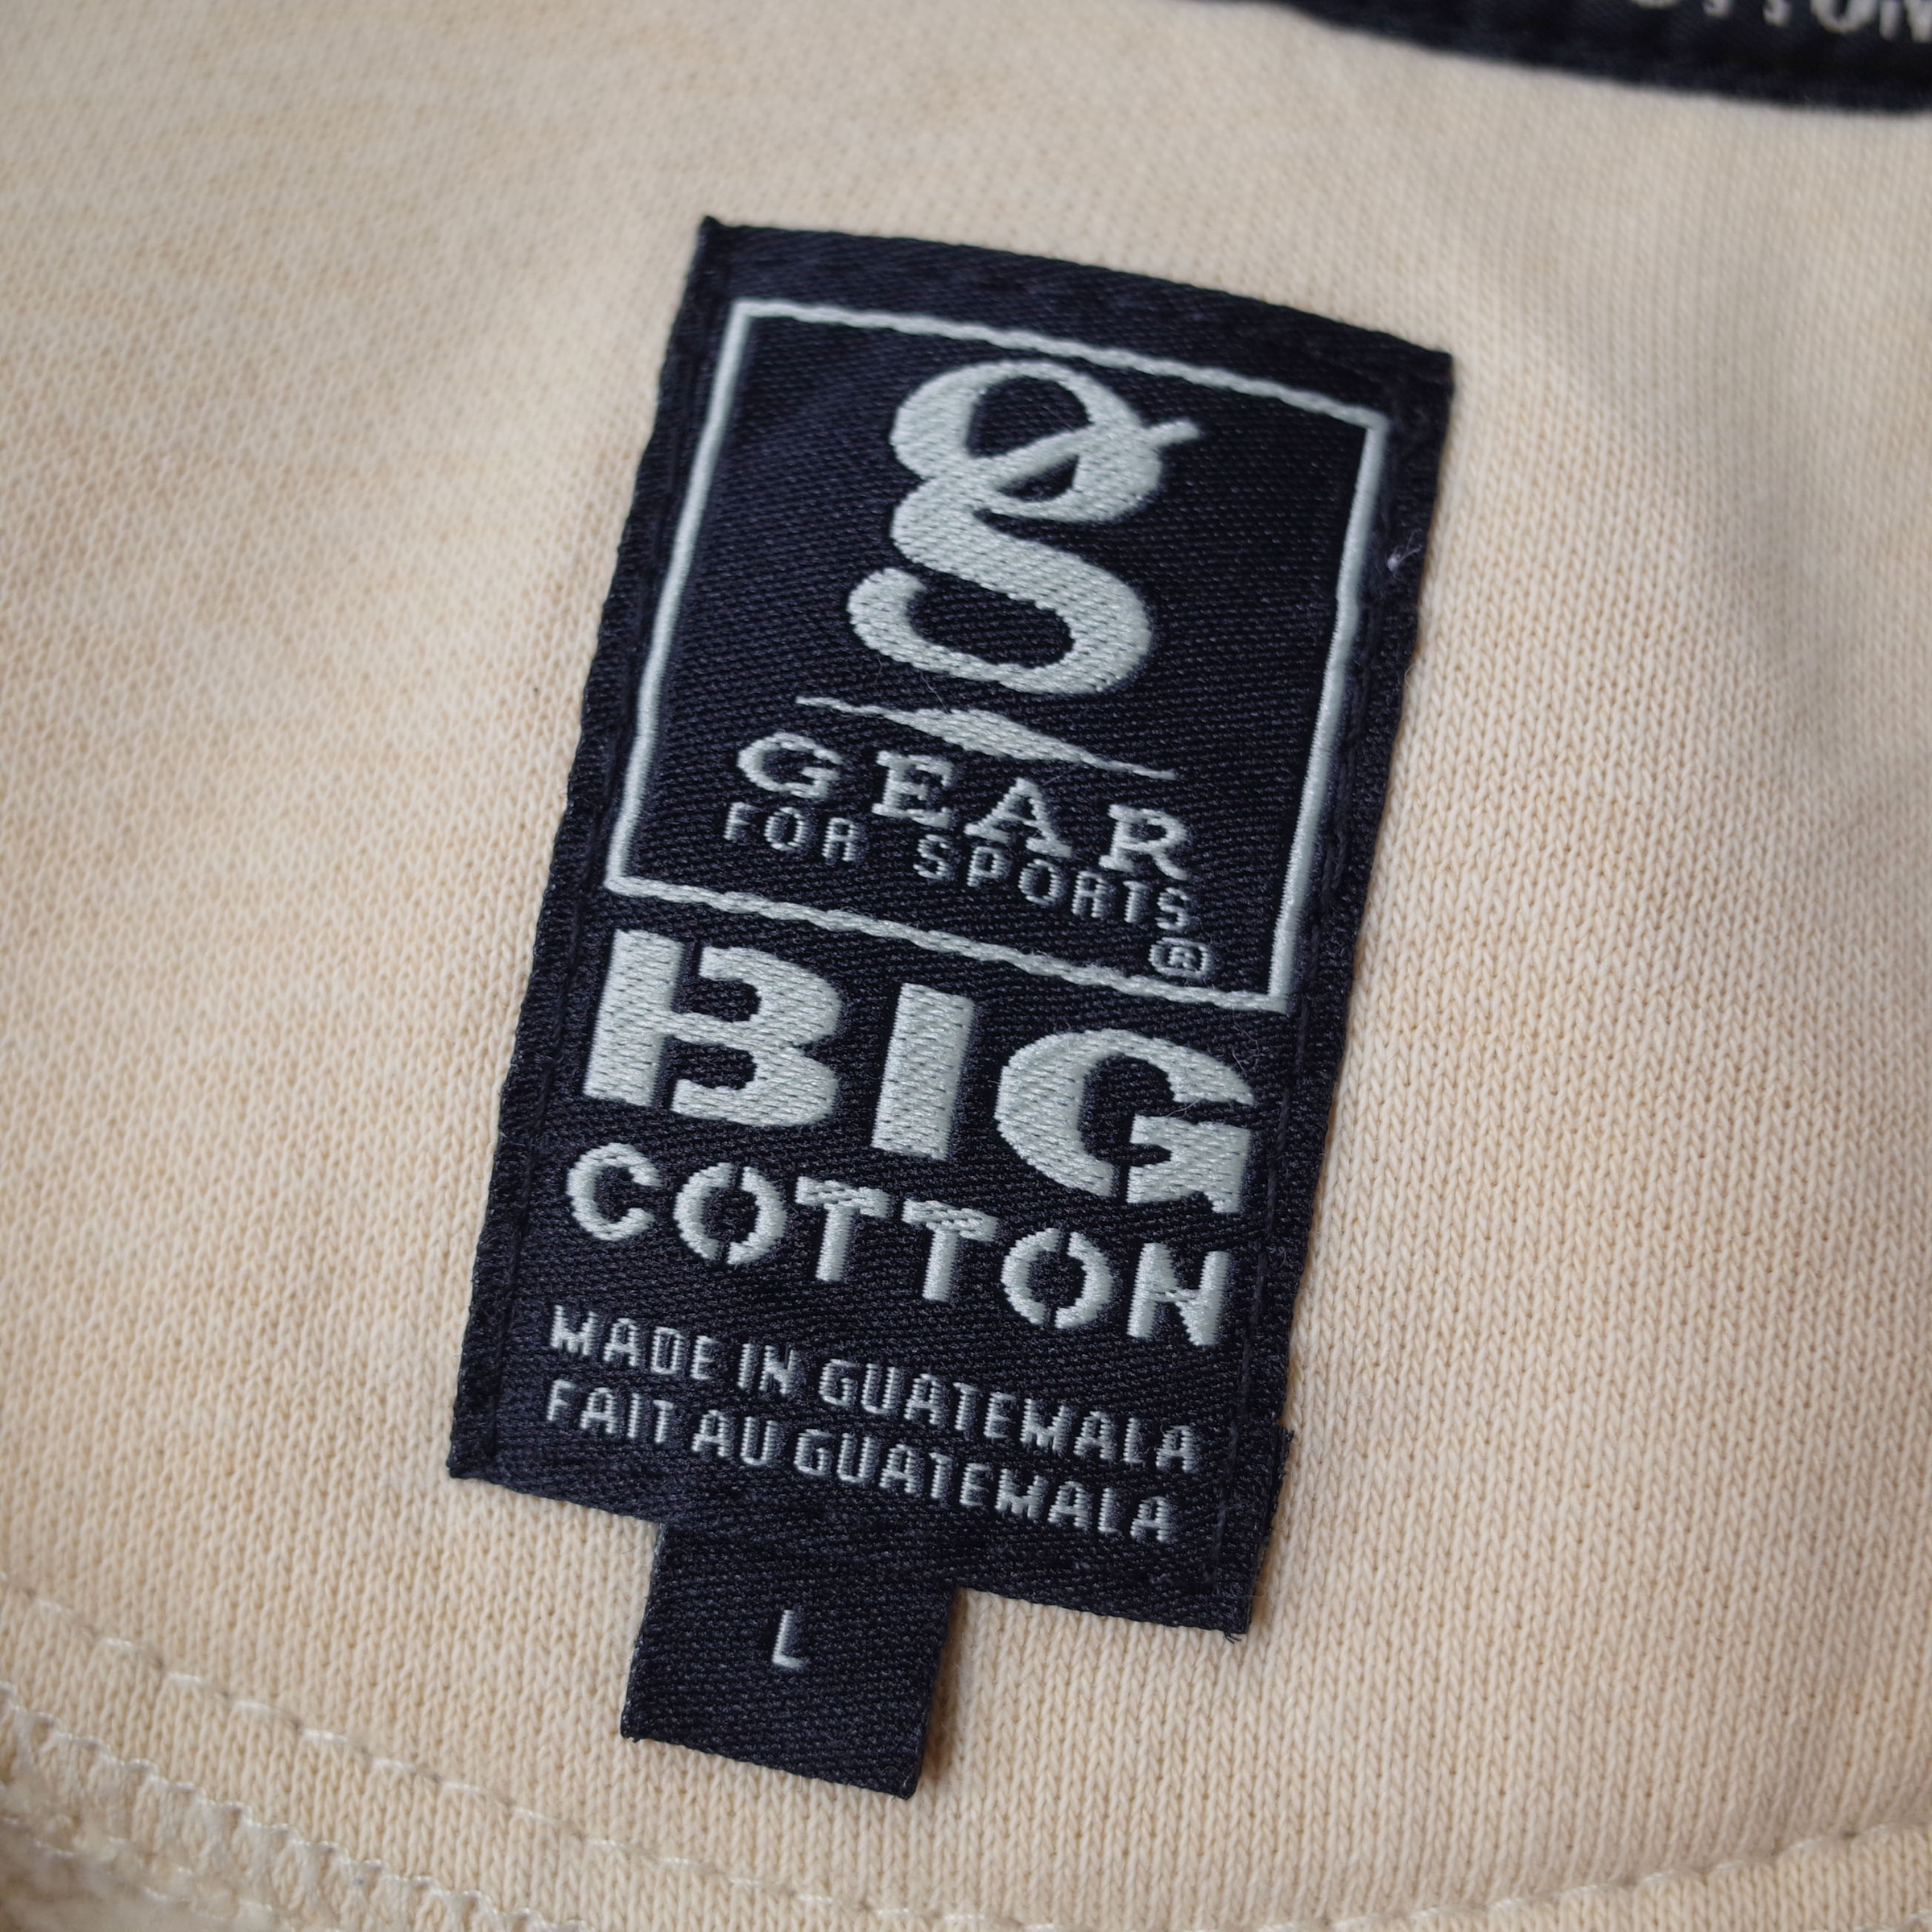 g
GEAR
FOR SPORTS®
BIG
COTTON
MADE IN GUATEMALA
FAIT AU GUATEMALA
L